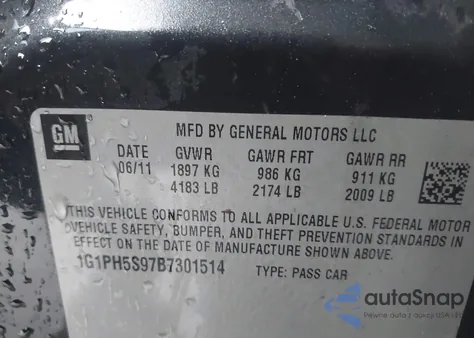 GM
MFD BY GENERAL MOTORS LLC
DATE GVWR GAWR FRT GAWR RR
06/11 1897 KG 986 KG 911 KG
4183 LB 2174 LB 2009 LB
THIS VEHICLE CONFORMS TO ALL APPLICABLE U.S. FEDERAL MOTOR
VEHICLE SAFETY, BUMPER, AND THEFT PREVENTION STANDARDS IN
EFFECT ON THE DATE OF MANUFACTURE SHOWN ABOVE.
1G1PH5S97B7301514 TYPE: PASS CAR
autoSnap